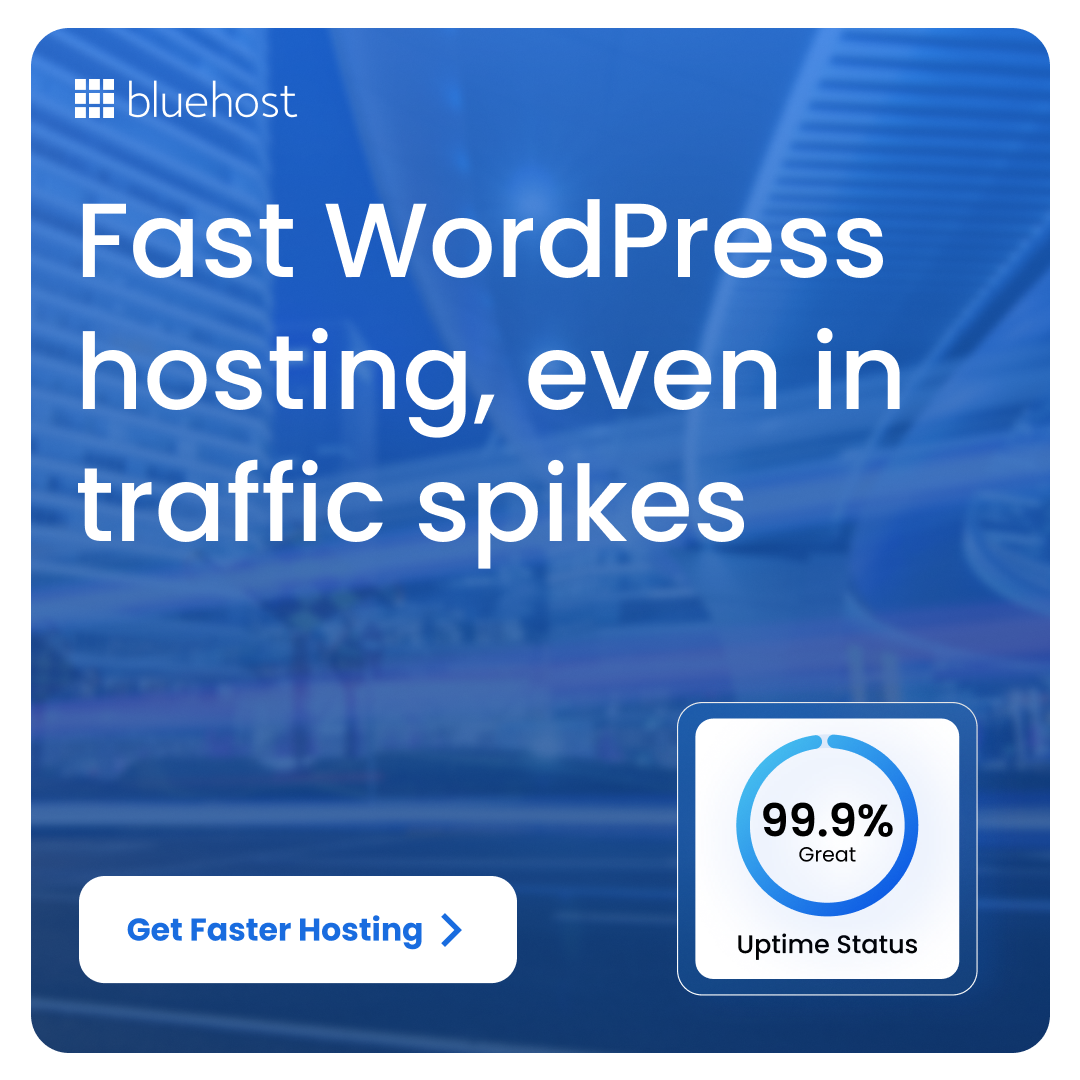 bluehost
Fast WordPress
hosting, even in
traffic spikes
99.9%
Great
Uptime Status
Get Faster Hosting